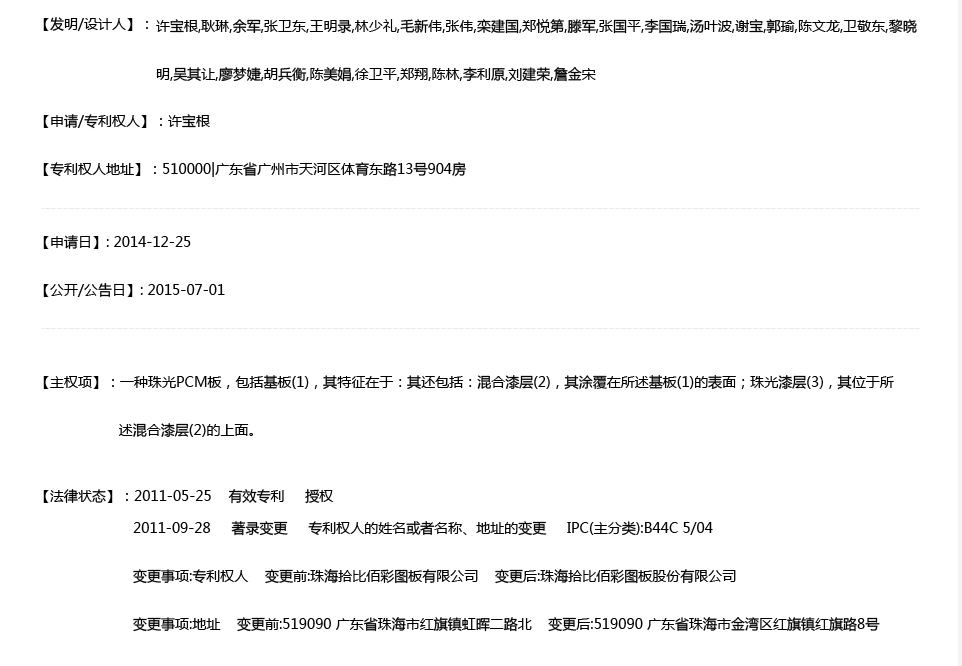 【发明/设计人】：许宝根,耿琳,余军,张卫东,王明录,林少礼,毛新伟,张伟,栾建国,郑悦第,滕军,张国平,李国瑞,汤叶波,谢宝,郭瑜,陈文龙,卫敬东,黎晓
明,吴其让,廖梦婕,胡兵衡,陈美娟,徐卫平,郑翔,陈林,李利原,刘建荣,詹金宋
【申请/专利权人】：许宝根
【专利权人地址】：510000|广东省广州市天河区体育东路13号904房
【申请日】: 2014-12-25
【公开/公告日】: 2015-07-01
【主权项】：一种珠光PCM板，包括基板(1)，其特征在于：其还包括：混合漆层(2)，其涂覆在所述基板(1)的表面；珠光漆层(3)，其位于所
述混合漆层(2)的上面。
【法律状态】：2011-05-25 有效专利 授权
2011-09-28 著录变更 专利权人的姓名或者名称、地址的变更 IPC(主分类):B44C 5/04
变更事项:专利权人 变更前:珠海拾比佰彩图板有限公司 变更后:珠海拾比佰彩图板股份有限公司
变更事项:地址 变更前:519090 广东省珠海市红旗镇虹晖二路北 变更后:519090 广东省珠海市金湾区红旗镇红旗路8号